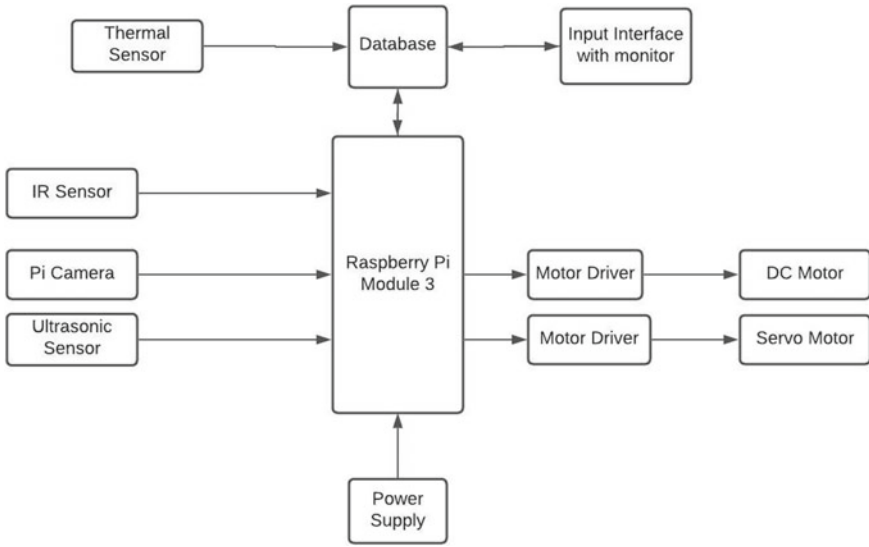 Thermal
Sensor
Database
Input Interface
with monitor
IR Sensor
Pi Camera
Ultrasonic
Sensor
Raspberry Pi
Module 3
Motor Driver
DC Motor
Motor Driver
Servo Motor
Power
Supply